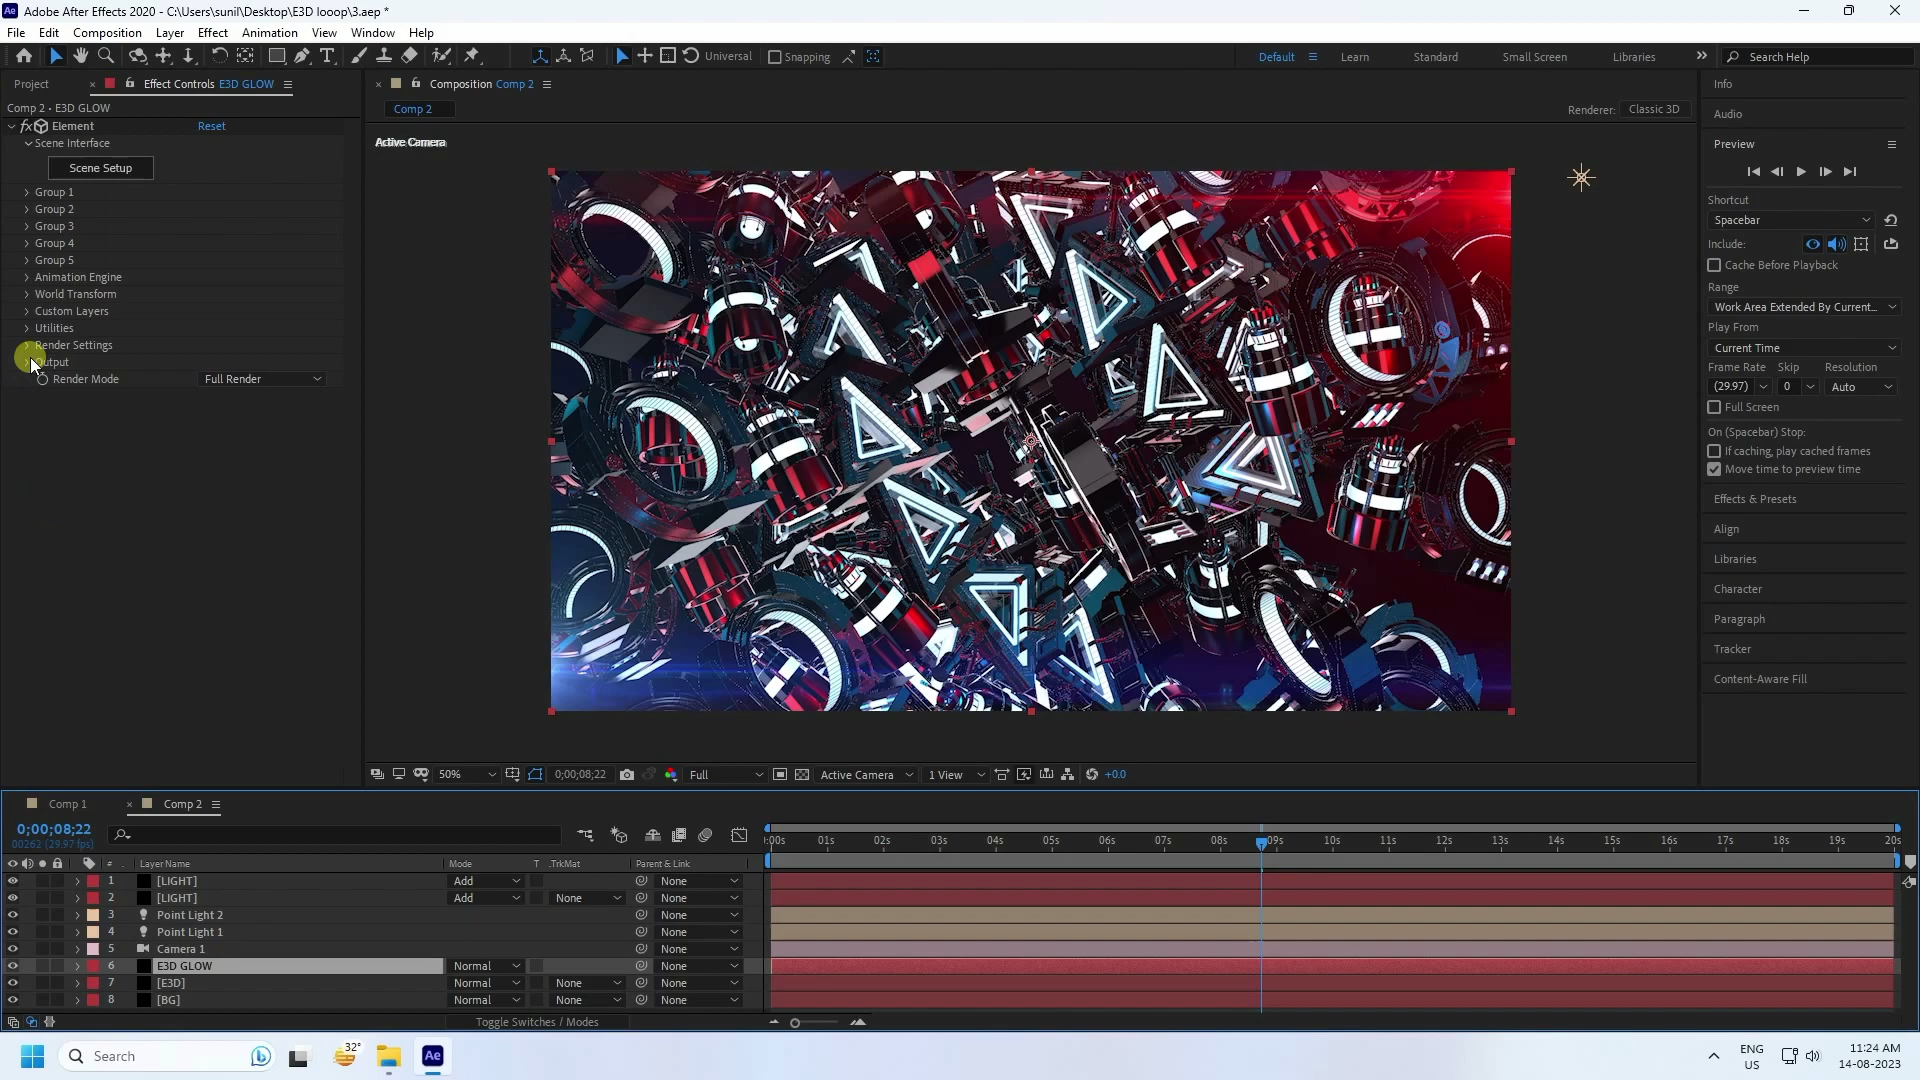 Adobe After Effects 2020 - C:\Users\sunil\Desktop\E3D looop\3.aep *
File Edit Composition Layer Effect Animation View Window Help
Universal Snapping Default Learn Standard Small Screen Libraries Search Help
Project Effect Controls E3D GLOW
Comp 2 • E3D GLOW
fx Element Reset
Scene Interface
Scene Setup
Group 1
Group 2
Group 3
Group 4
Group 5
Animation Engine
World Transform
Custom Layers
Utilities
Render Settings
Output
Render Mode Full Render
Composition Comp 2
Comp 2
Renderer: Classic 3D
Active Camera
50% 0;00;08;22 Full Active Camera 1 View +0.0
Info
Audio
Preview
Shortcut
Spacebar
Include:
Cache Before Playback
Range
Work Area Extended By Current...
Play From
Current Time
Frame Rate Skip Resolution
(29.97) 0 Auto
Full Screen
On (Spacebar) Stop:
If caching, play cached frames
Move time to preview time
Effects & Presets
Align
Libraries
Character
Paragraph
Tracker
Content-Aware Fill
Comp 1 Comp 2
0;00;08;22
00262 (29.97 fps)
:00s 01s 02s 03s 04s 05s 06s 07s 08s 09s 10s 11s 12s 13s 14s 15s 16s 17s 18s 19s 20s
# Layer Name Mode T .TrkMat Parent & Link
1 [LIGHT] Add None
2 [LIGHT] Add None None
3 Point Light 2 None
4 Point Light 1 None
5 Camera 1 None
6 E3D GLOW Normal None
7 [E3D] Normal None None
8 [BG] Normal None None
Toggle Switches / Modes
Search 32° Ae ENG US 11:24 AM
14-08-2023